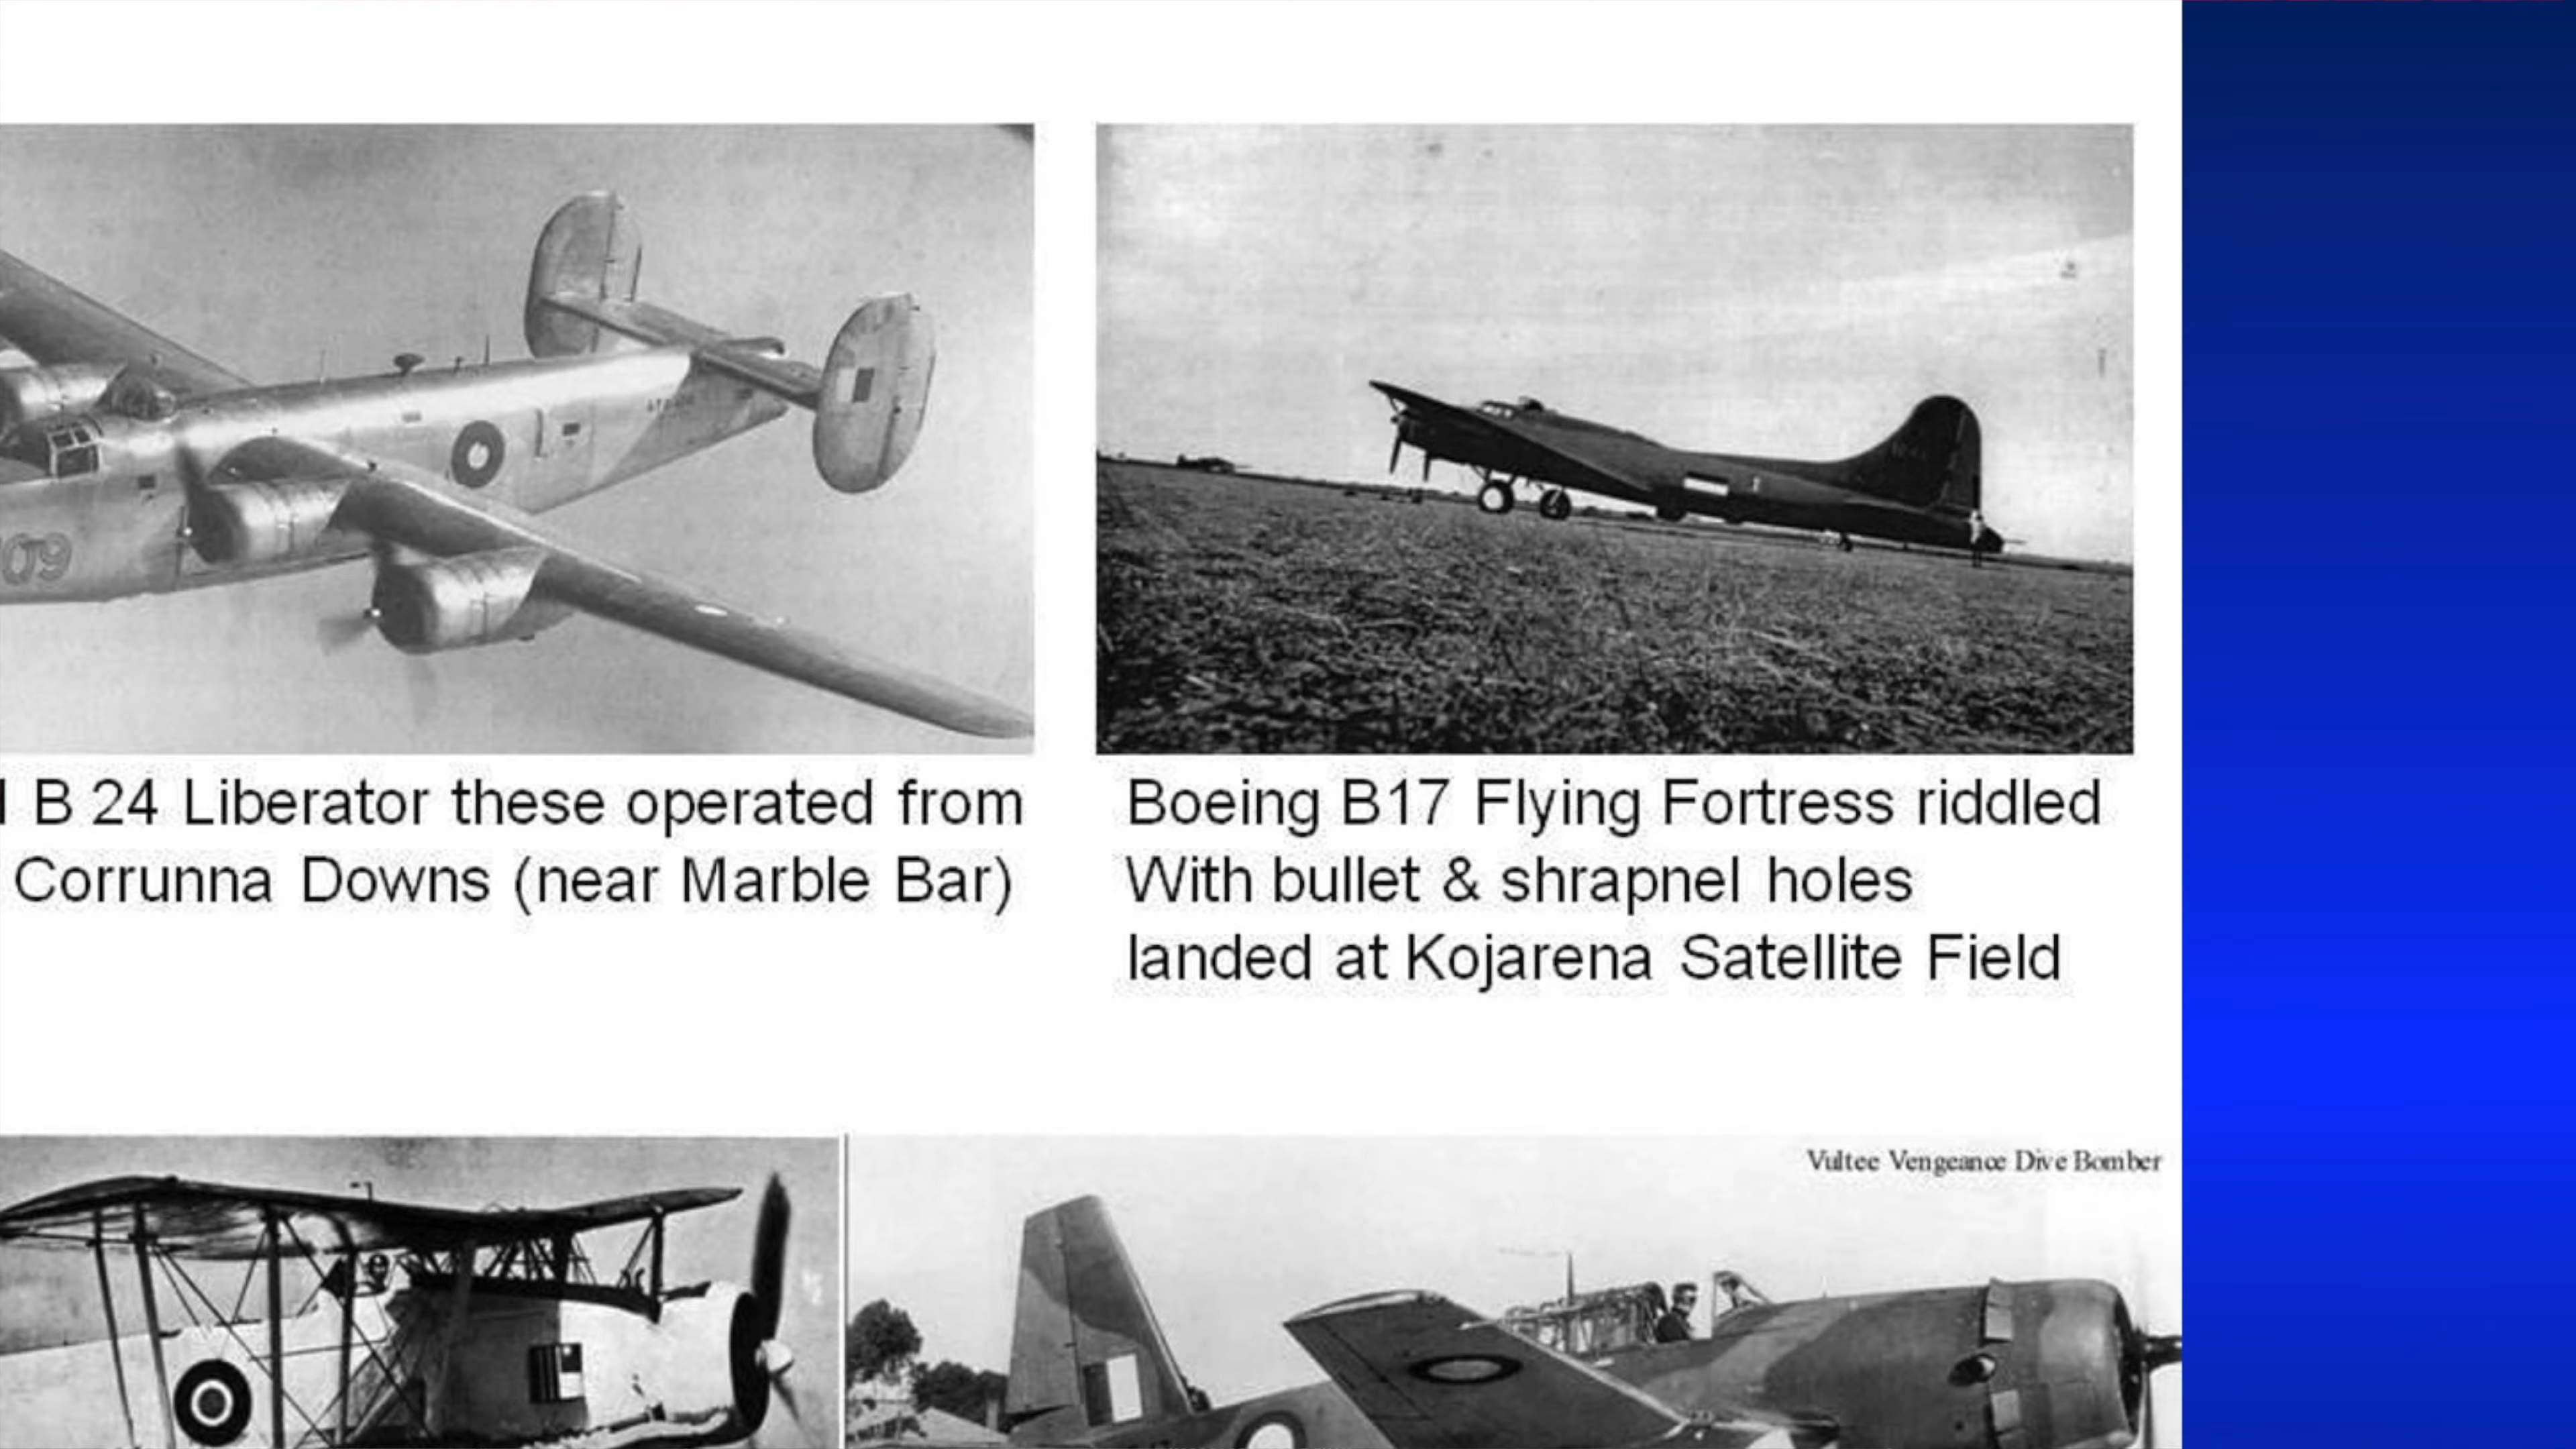 B 24 Liberator these operated from
Corrunna Downs (near Marble Bar)
Boeing B17 Flying Fortress riddled
With bullet & shrapnel holes
landed at Kojarena Satellite Field
Vultee Vengeance Dive Bomber
09